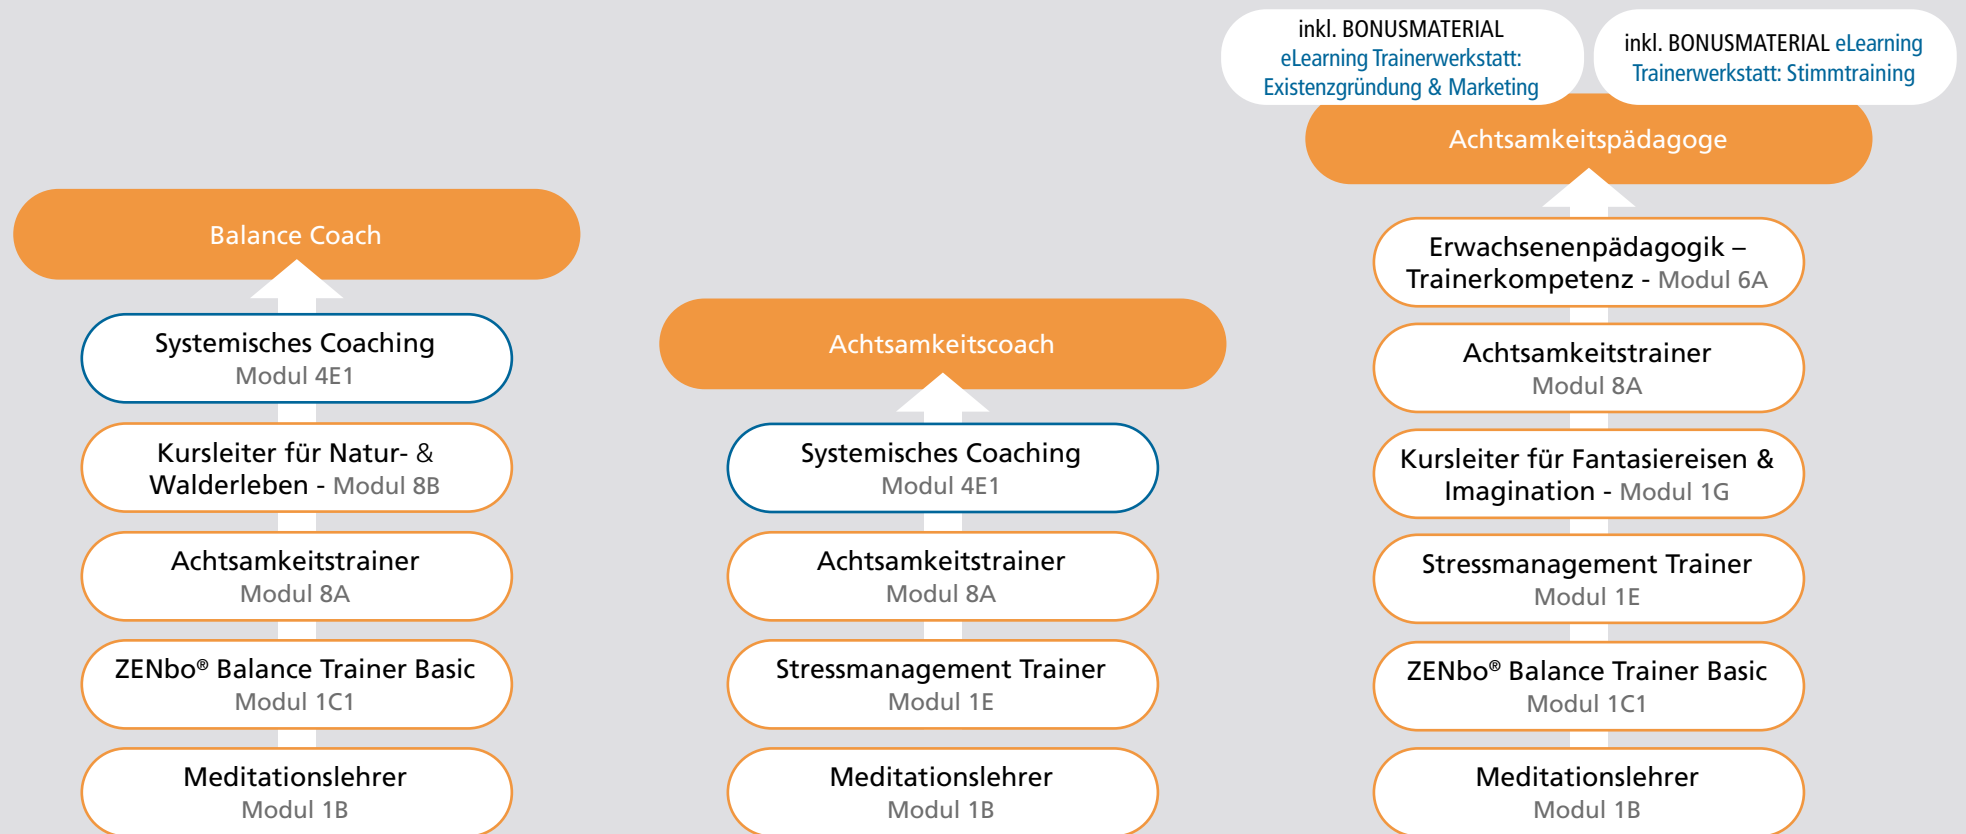 Balance Coach
Systemisches Coaching
Modul 4E1
Kursleiter für Natur- &
Walderleben - Modul 8B
Achtsamkeitstrainer
Modul 8A
ZENbo® Balance Trainer Basic
Modul 1C1
Meditationslehrer
Modul 1B
Achtsamkeitscoach
Systemisches Coaching
Modul 4E1
Achtsamkeitstrainer
Modul 8A
Stressmanagement Trainer
Modul 1E
Meditationslehrer
Modul 1B
inkl. BONUSMATERIAL
eLearning Trainerwerkstatt:
Existenzgründung & Marketing
inkl. BONUSMATERIAL eLearning
Trainerwerkstatt: Stimmtraining
Achtsamkeitspädagoge
Erwachsenenpädagogik –
Trainerkompetenz - Modul 6A
Achtsamkeitstrainer
Modul 8A
Kursleiter für Fantasiereisen &
Imagination - Modul 1G
Stressmanagement Trainer
Modul 1E
ZENbo® Balance Trainer Basic
Modul 1C1
Meditationslehrer
Modul 1B